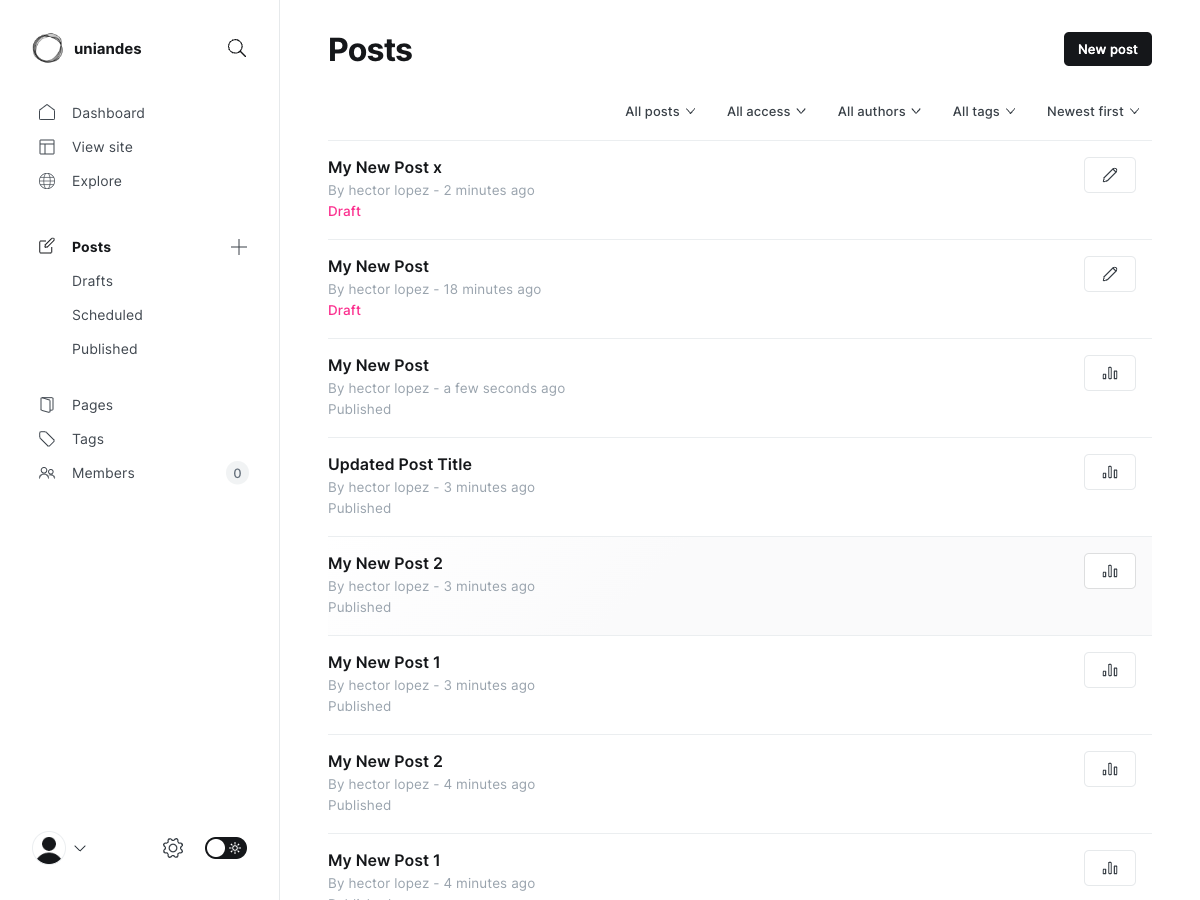 uniandes
Dashboard
View site
Explore
Posts
Drafts
Scheduled
Published
Pages
Tags
Members 0
Posts
New post
All posts All access All authors All tags Newest first
My New Post x
By hector lopez - 2 minutes ago
Draft
My New Post
By hector lopez - 18 minutes ago
Draft
My New Post
By hector lopez - a few seconds ago
Published
Updated Post Title
By hector lopez - 3 minutes ago
Published
My New Post 2
By hector lopez - 3 minutes ago
Published
My New Post 1
By hector lopez - 3 minutes ago
Published
My New Post 2
By hector lopez - 4 minutes ago
Published
My New Post 1
By hector lopez - 4 minutes ago